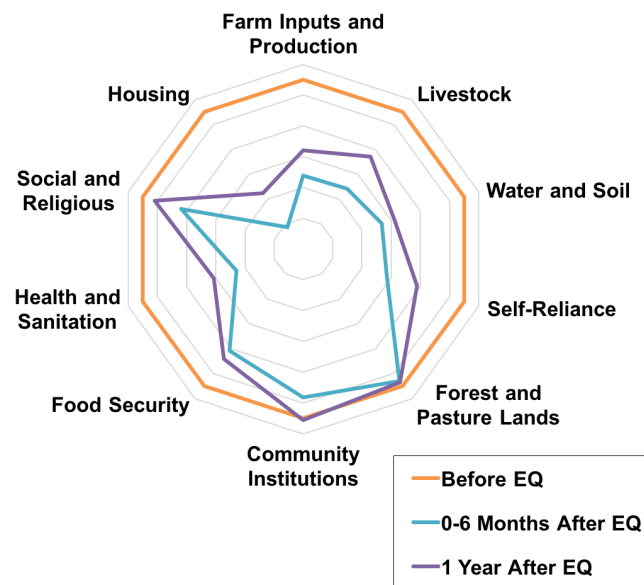 Farm Inputs and
Production
Housing
Livestock
Social and
Religious
Water and Soil
Health and
Sanitation
Self-Reliance
Food Security
Forest and
Pasture Lands
Community
Institutions
Before EQ
0-6 Months After EQ
1 Year After EQ